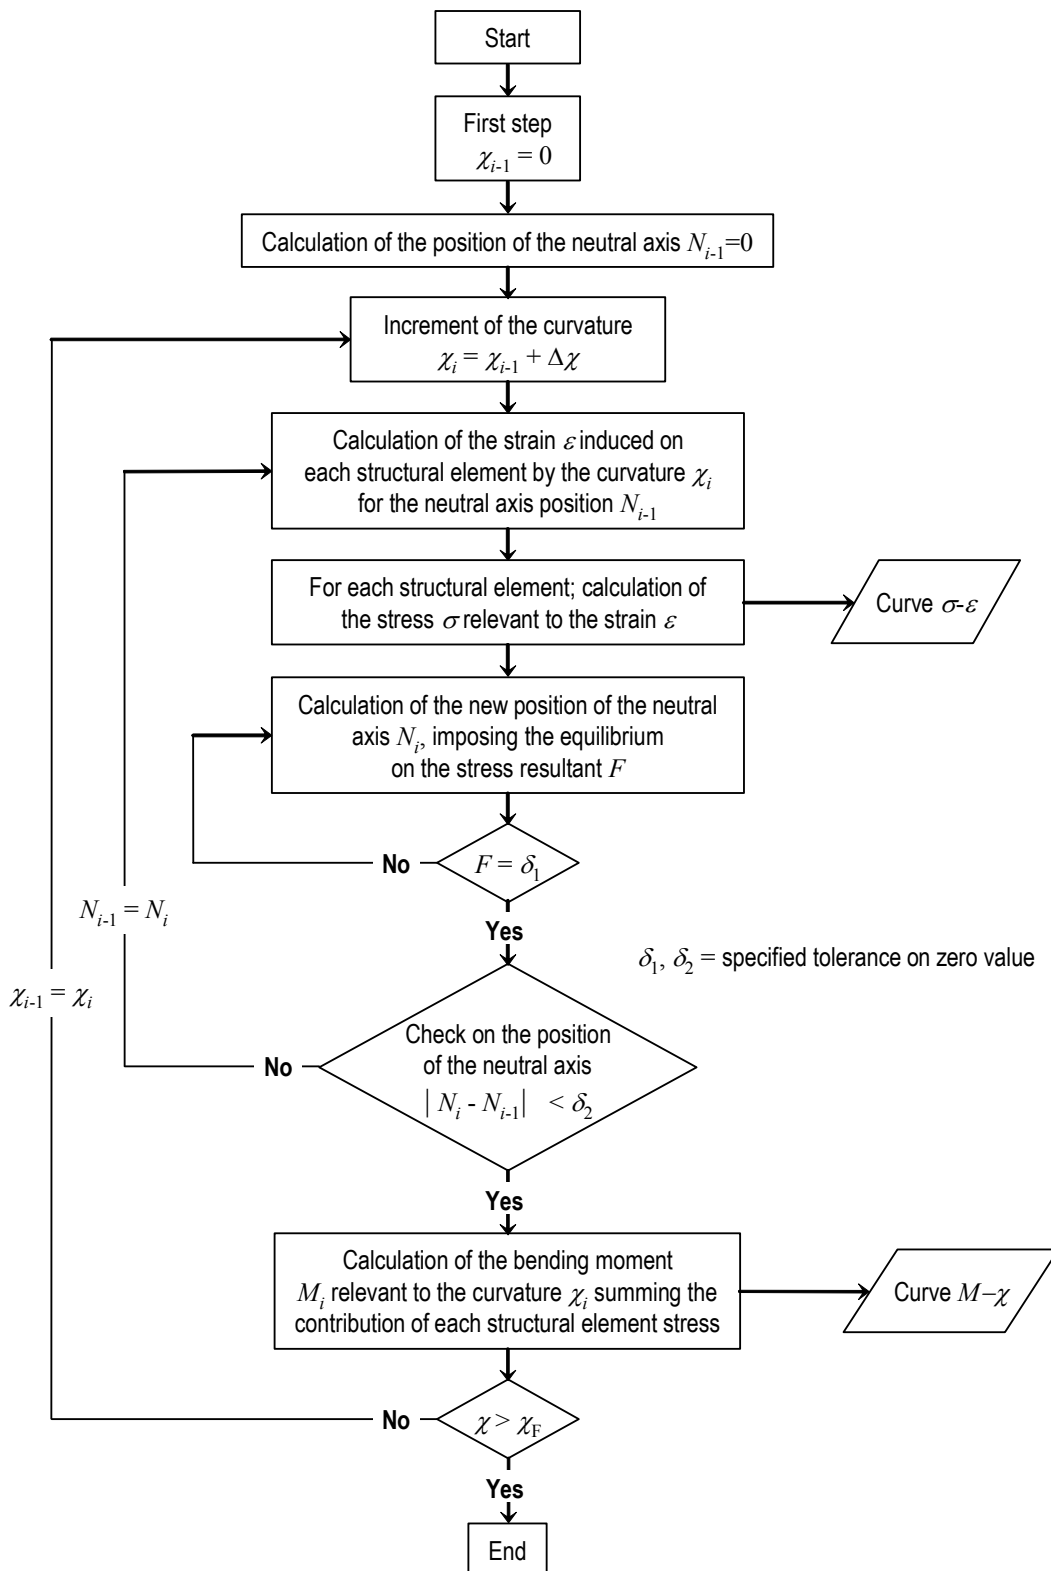 Start
First step
χi-1 = 0
Calculation of the position of the neutral axis Ni-1=0
Increment of the curvature
χi = χi-1 + Δχ
Calculation of the strain ε induced on
each structural element by the curvature χi
for the neutral axis position Ni-1
For each structural element; calculation of
the stress σ relevant to the strain ε
Curve σ-ε
Calculation of the new position of the neutral
axis Ni, imposing the equilibrium
on the stress resultant F
No
F = δ1
Ni-1 = Ni
Yes
δ1, δ2 = specified tolerance on zero value
χi-1 = χi
Check on the position
of the neutral axis
| Ni - Ni-1| < δ2
No
Yes
Calculation of the bending moment
Mi relevant to the curvature χi summing the
contribution of each structural element stress
Curve M–χ
No
χ > χF
Yes
End